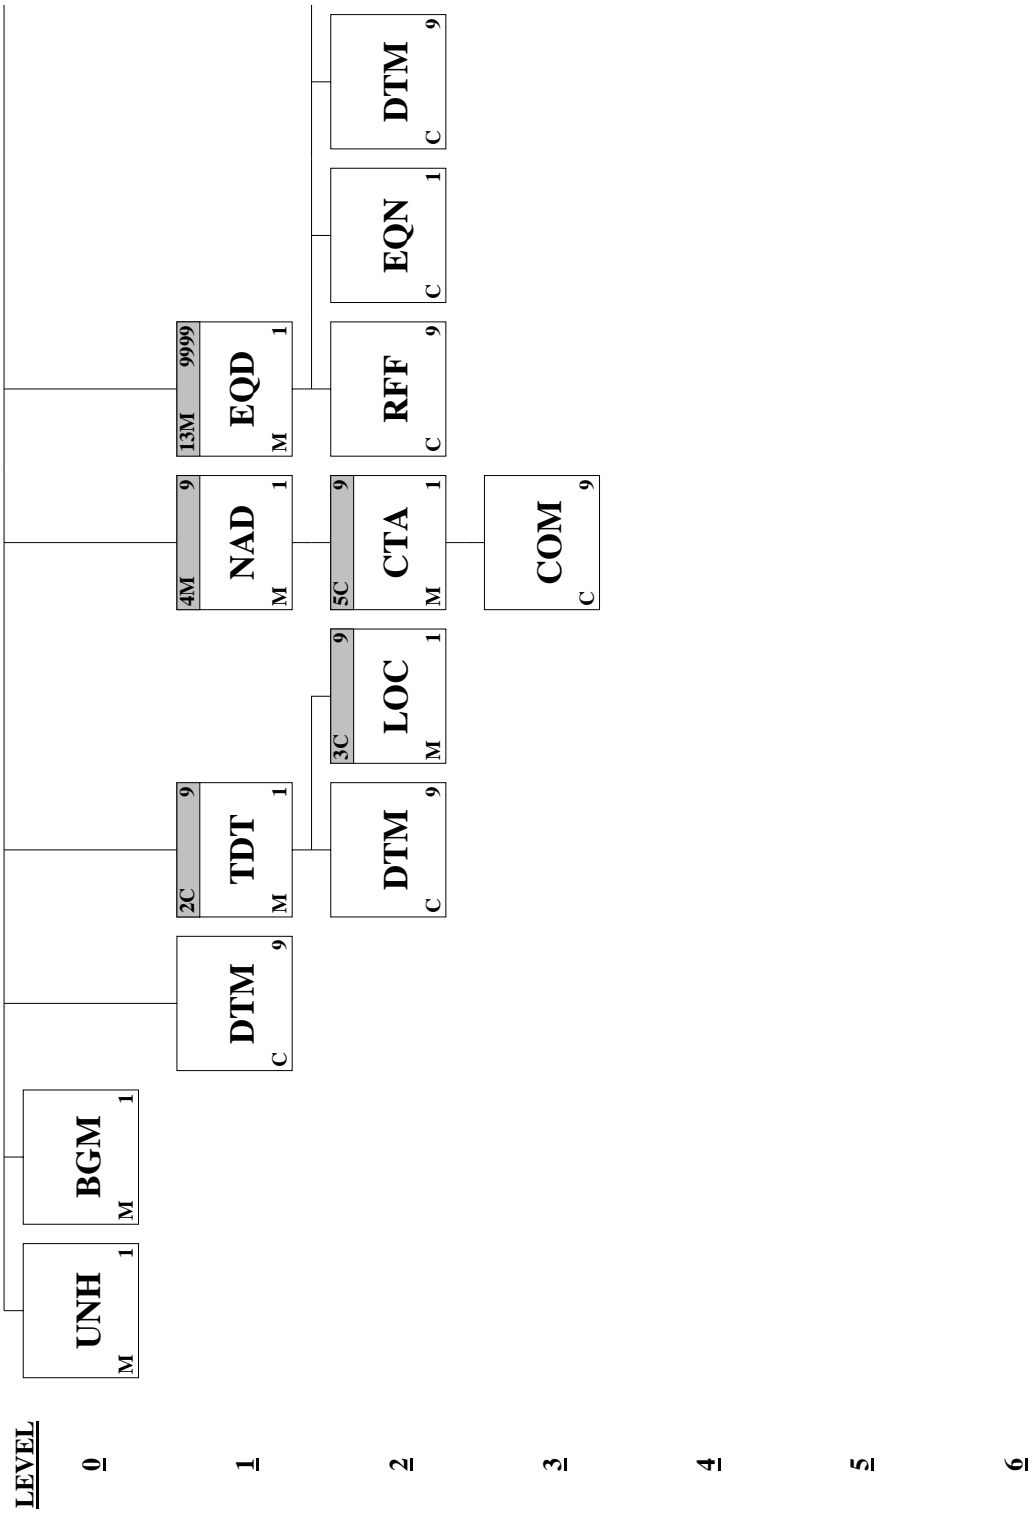 LEVEL
0
UNH
M 1
BGM
M 1
1
DTM
C 9
2C 9
TDT
M 1
4M 9
NAD
M 1
13M 9999
EQD
M 1
2
DTM
C 9
3C 9
LOC
M 1
5C 9
CTA
M 1
RFF
C 9
EQN
C 1
DTM
C 9
3
COM
C 9
4
5
6